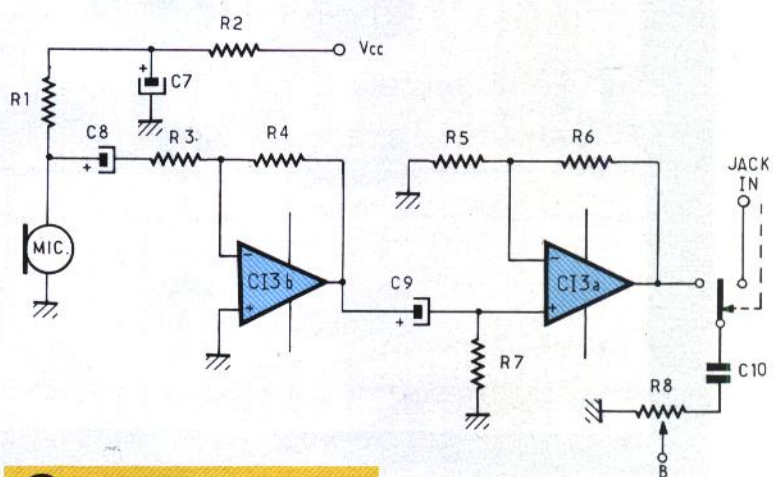 R2
Vcc
R1
+
C7
C8
+
R3
R4
R5
R6
JACK
IN
MIC.
-
CI3b
+
C9
+
-
CI3a
+
R7
C10
R8
B